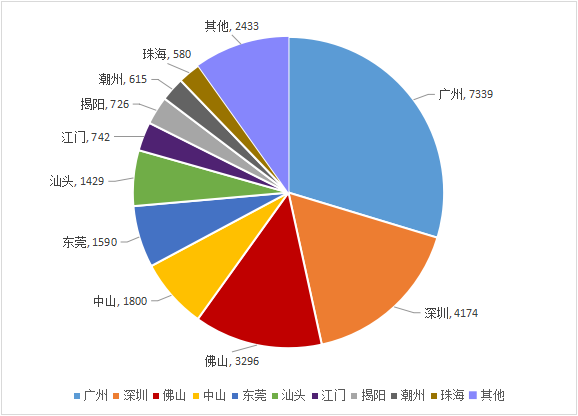 其他, 2433
珠海, 580
潮州, 615
揭阳, 726
江门, 742
汕头, 1429
东莞, 1590
中山, 1800
佛山, 3296
深圳, 4174
广州, 7339
广州 深圳 佛山 中山 东莞 汕头 江门 揭阳 潮州 珠海 其他